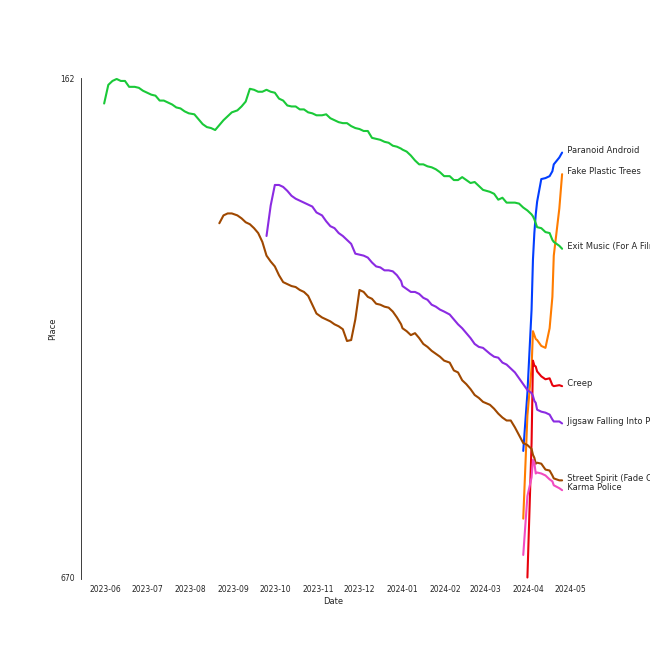 162
Paranoid Android
Fake Plastic Trees
Exit Music (For A Fil
Place
Creep
Jigsaw Falling Into P
Street Spirit (Fade O
Karma Police
670
2023-06 2023-07 2023-08 2023-09 2023-10 2023-11 2023-12 2024-01 2024-02 2024-03 2024-04 2024-05
Date